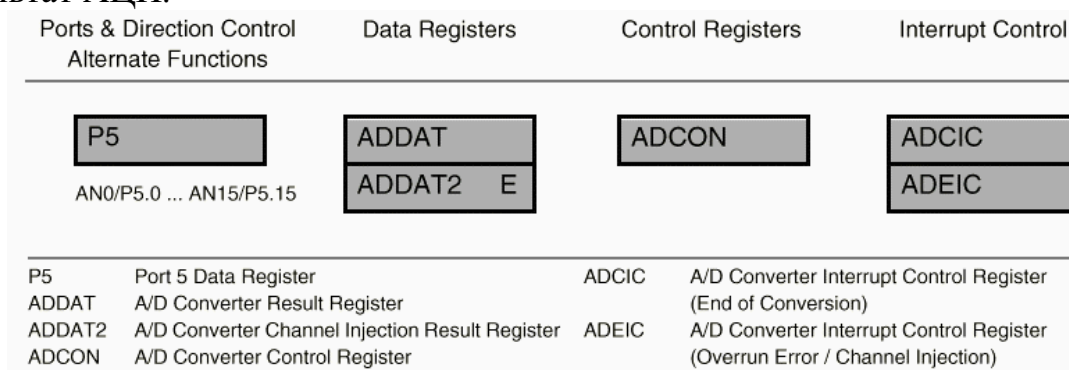 АЦП.
Ports & Direction Control Data Registers Control Registers Interrupt Control
Alternate Functions
P5 ADDAT ADCON ADCIC
ADDAT2 E ADEIC
AN0/P5.0 ... AN15/P5.15
P5 Port 5 Data Register ADCIC A/D Converter Interrupt Control Register
ADDAT A/D Converter Result Register (End of Conversion)
ADDAT2 A/D Converter Channel Injection Result Register ADEIC A/D Converter Interrupt Control Register
ADCON A/D Converter Control Register (Overrun Error / Channel Injection)